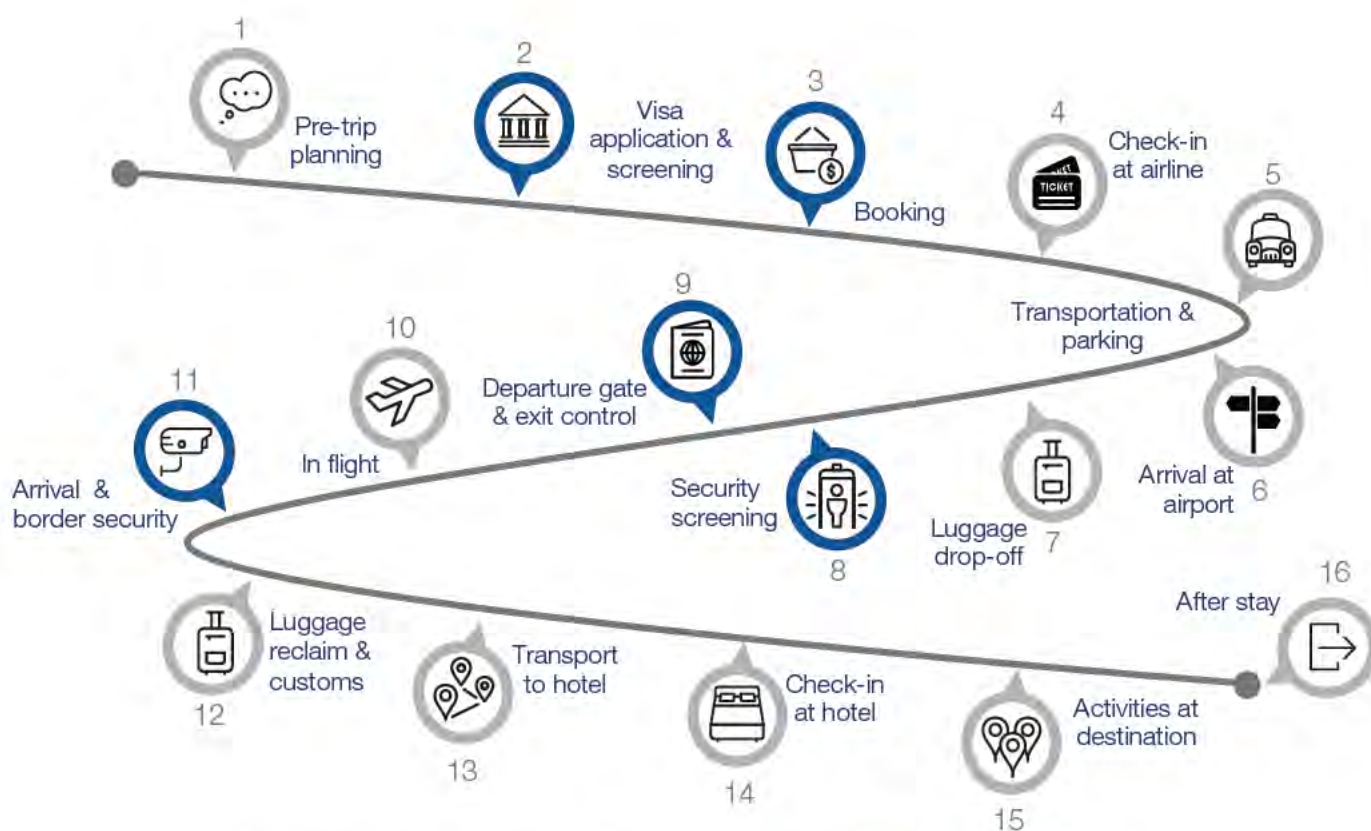 1
Pre-trip
planning
2
Visa
application &
screening
3
Booking
4
Check-in
at airline
TICKET
5
Transportation &
parking
6
Arrival at
airport
7
Luggage
drop-off
8
Security
screening
9
Departure gate
& exit control
10
In flight
11
Arrival &
border security
12
Luggage
reclaim &
customs
13
Transport
to hotel
14
Check-in
at hotel
15
Activities at
destination
16
After stay